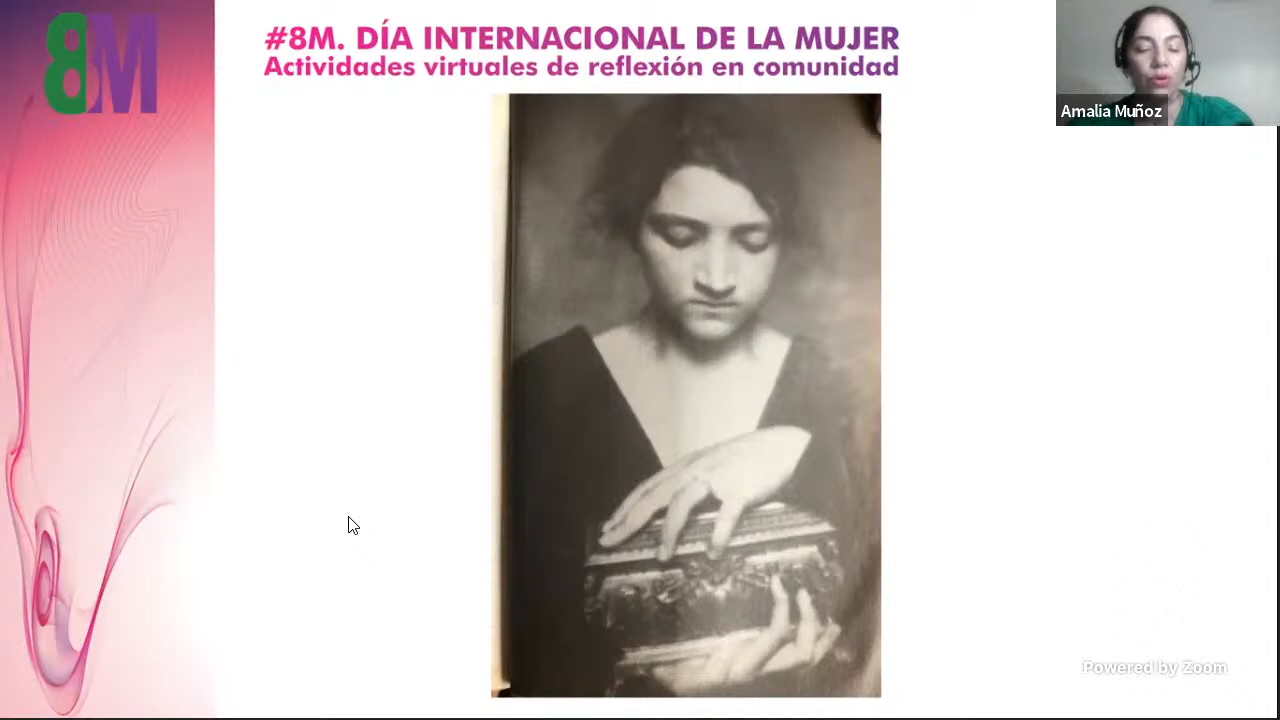 8M
#8M. DÍA INTERNACIONAL DE LA MUJER
Actividades virtuales de reflexión en comunidad
Amalia Muñoz
Powered by Zoom